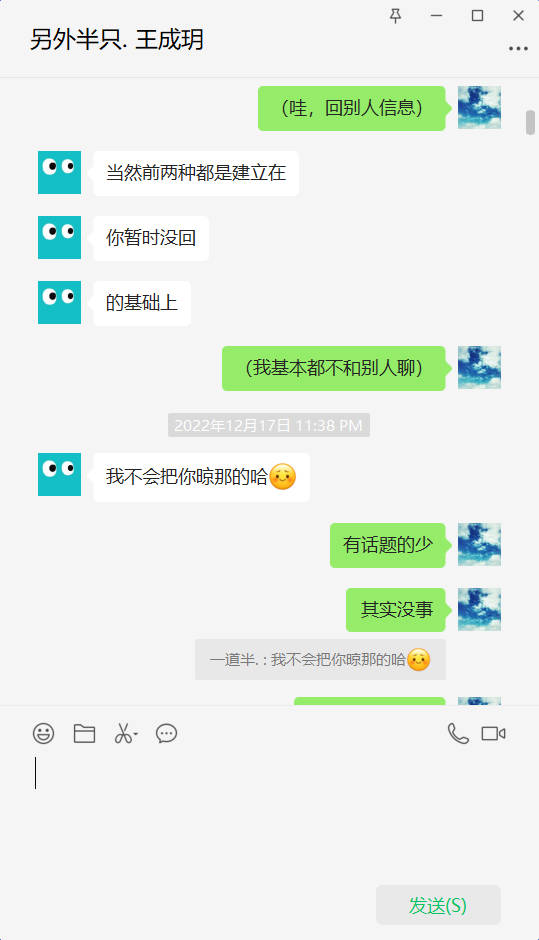 另外半只. 王成玥
（哇，回别人信息）
当然前两种都是建立在
你暂时没回
的基础上
（我基本都不和别人聊）
2022年12月17日 11:38 PM
我不会把你晾那的哈
有话题的少
其实没事
一道半. : 我不会把你晾那的哈
发送(S)